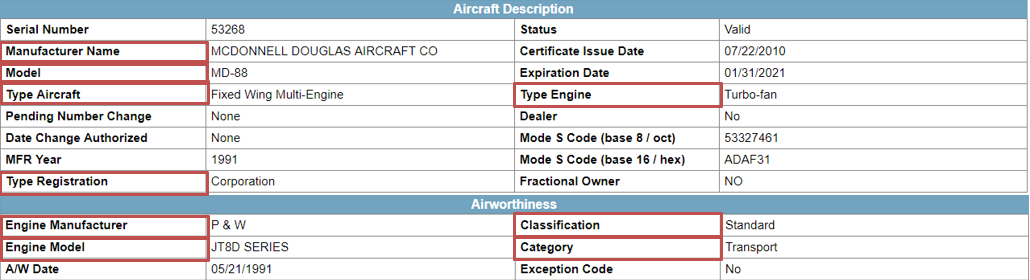 Aircraft Description
Serial Number 53268 Status Valid
Manufacturer Name MCDONNELL DOUGLAS AIRCRAFT CO Certificate Issue Date 07/22/2010
Model MD-88 Expiration Date 01/31/2021
Type Aircraft Fixed Wing Multi-Engine Type Engine Turbo-fan
Pending Number Change None Dealer No
Date Change Authorized None Mode S Code (base 8 / oct) 53327461
MFR Year 1991 Mode S Code (base 16 / hex) ADAF31
Type Registration Corporation Fractional Owner NO
Airworthiness
Engine Manufacturer P & W Classification Standard
Engine Model JT8D SERIES Category Transport
A/W Date 05/21/1991 Exception Code No